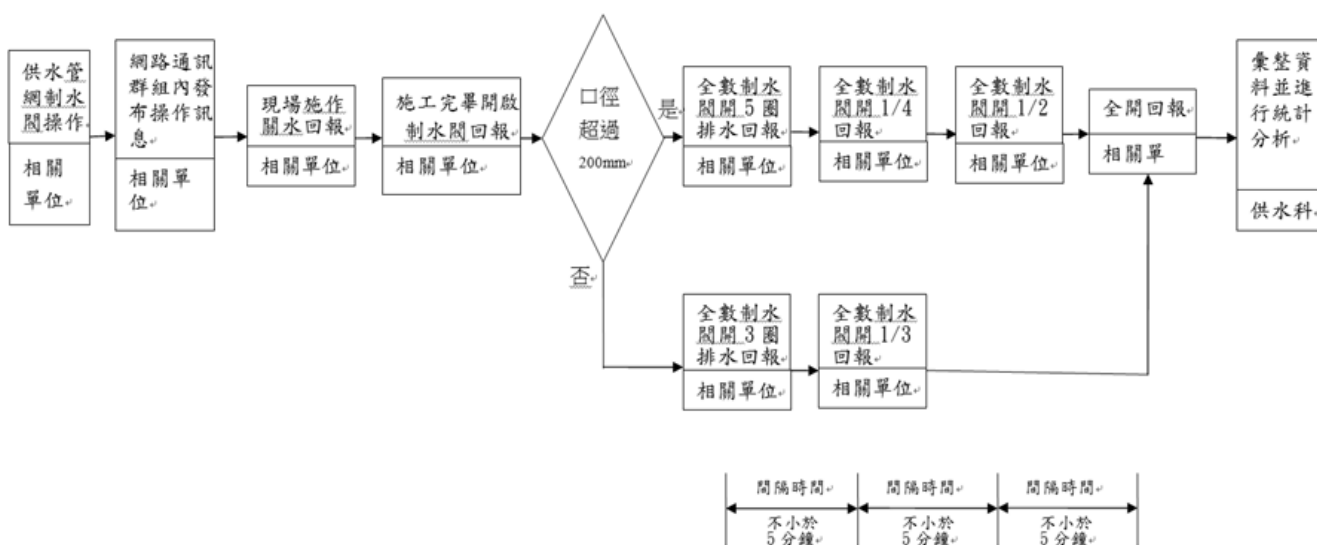 供水管
網制水
閥操作
相關
單位
網路通訊
群組內發
布操作訊
息
相關單
位
現場施作
關水回報
相關單位
施工完畢開啟
制水閥回報
相關單位
口徑
超過
200mm
是
全數制水
閥開5圈
排水回報
相關單位
全數制水
閥開1/4
回報
相關單位
全數制水
閥開1/2
回報
相關單位
全開回報
相關單
彙整資
料並進
行統計
分析
供水科
否
全數制水
閥開3圈
排水回報
相關單位
全數制水
閥開1/3
回報
相關單位
間隔時間
不小於
5分鐘
間隔時間
不小於
5分鐘
間隔時間
不小於
5分鐘